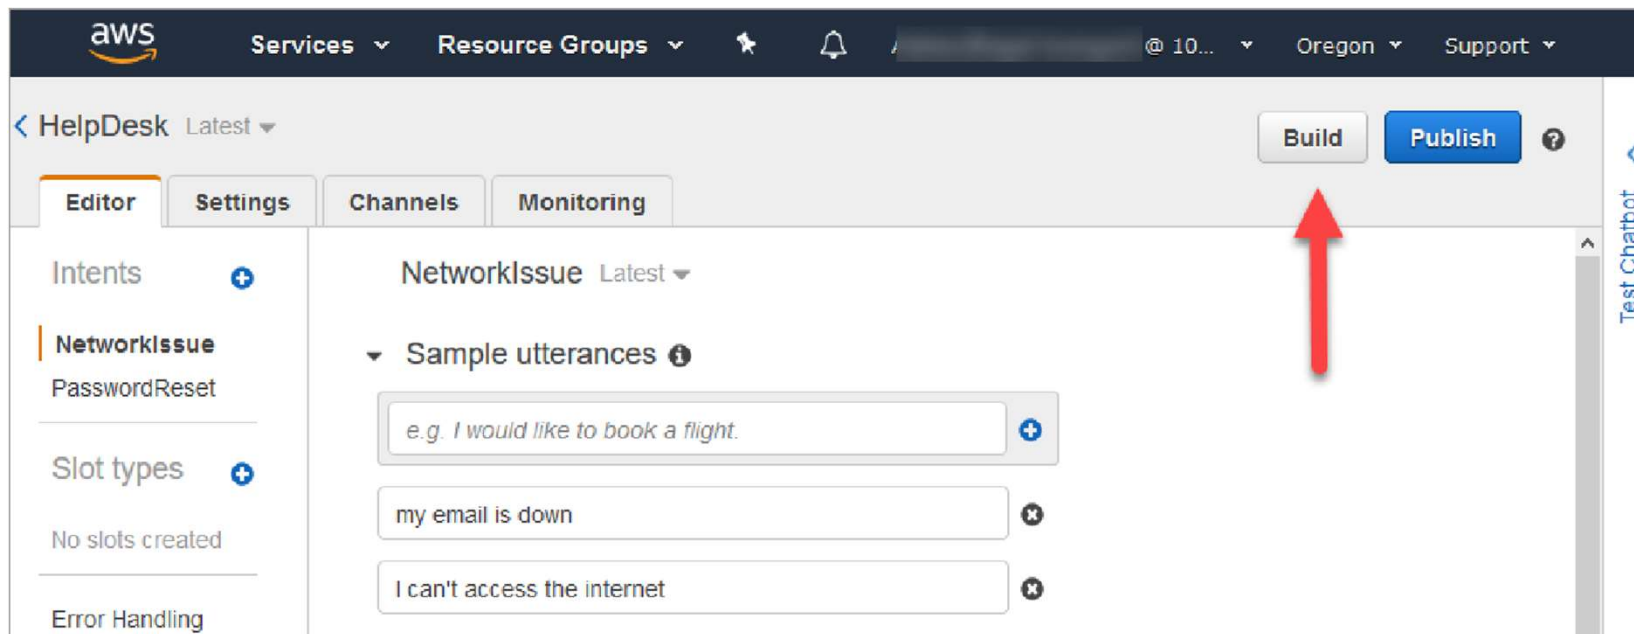 aws Services Resource Groups @ 10... Oregon Support
HelpDesk Latest
Build Publish
Editor Settings Channels Monitoring
Intents
NetworkIssue
PasswordReset
Slot types
No slots created
Error Handling
NetworkIssue Latest
Sample utterances
e.g. I would like to book a flight.
my email is down
I can't access the internet
Test Chatbot